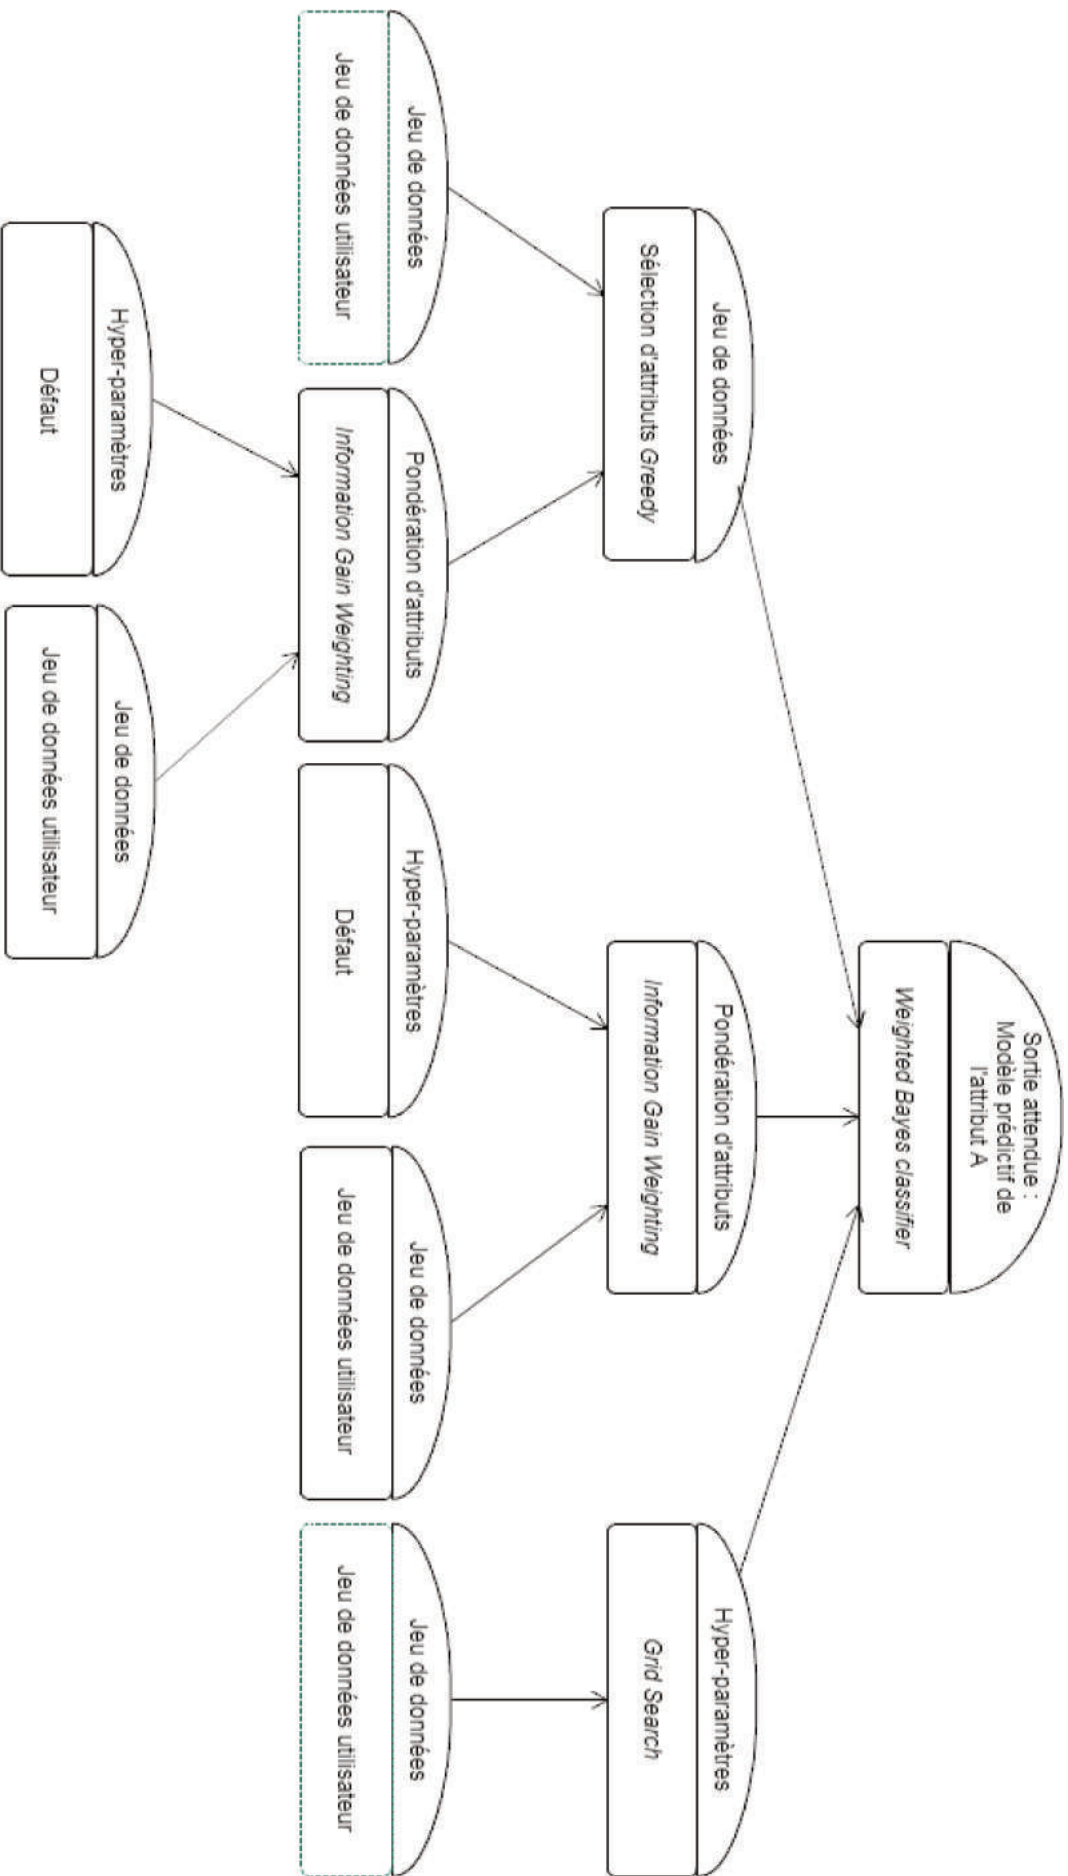 Sortie attendue :
Modèle prédictif de
l'attribut A
Weighted Bayes classifier
Jeu de données
Sélection d'attributs Greedy
Pondération d'attributs
Information Gain Weighting
Hyper-paramètres
Grid Search
Jeu de données
Jeu de données utilisateur
Pondération d'attributs
Information Gain Weighting
Hyper-paramètres
Défaut
Jeu de données
Jeu de données utilisateur
Jeu de données
Jeu de données utilisateur
Hyper-paramètres
Défaut
Jeu de données
Jeu de données utilisateur